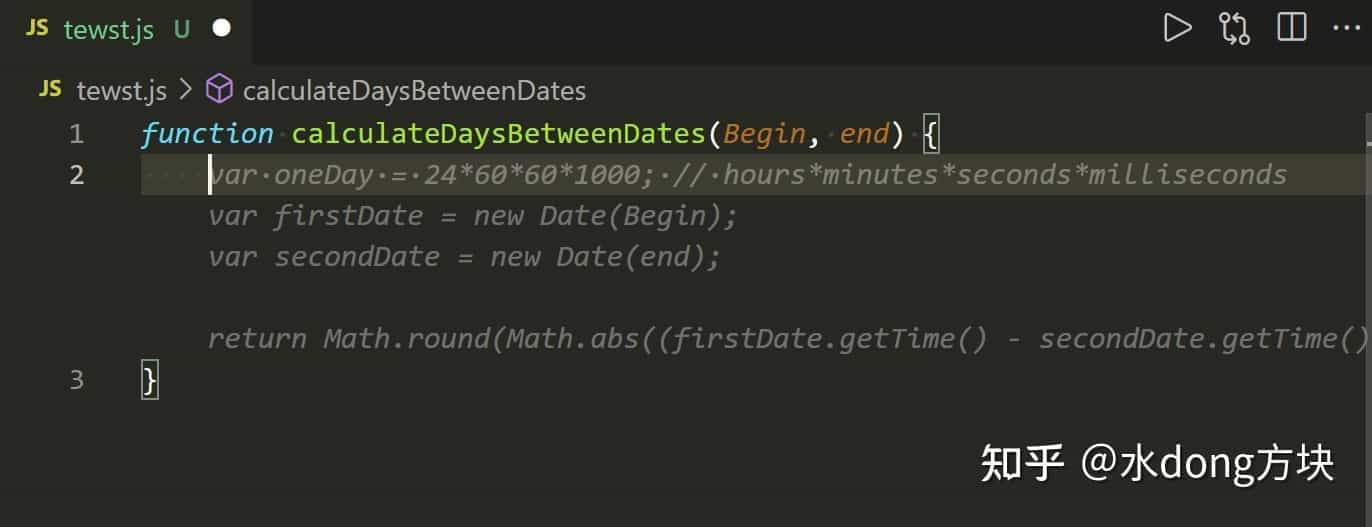 JS tewst.js U
JS tewst.js > calculateDaysBetweenDates
1 function calculateDaysBetweenDates(Begin, end) {
2 var oneDay = 24*60*60*1000; // hours*minutes*seconds*milliseconds
var firstDate = new Date(Begin);
var secondDate = new Date(end);
return Math.round(Math.abs((firstDate.getTime() - secondDate.getTime()
3 }
知乎 @水dong方块